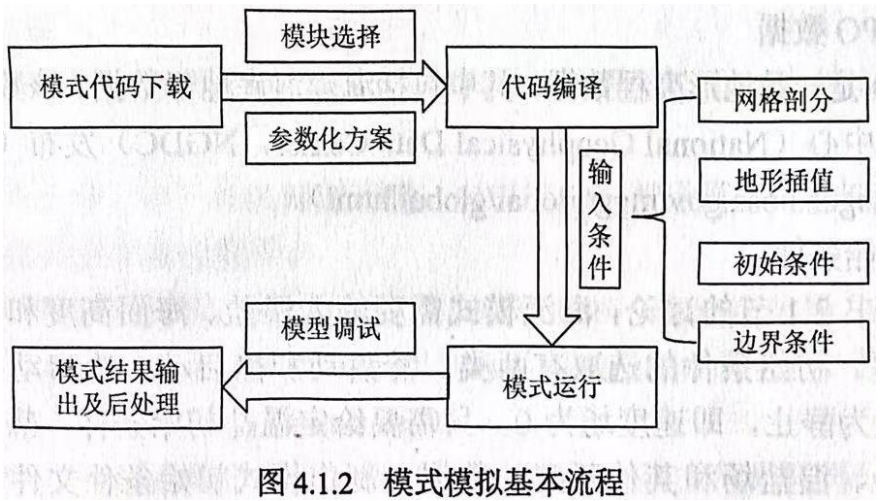 模块选择
模式代码下载
代码编译
参数化方案
网格剖分
地形插值
输入条件
初始条件
边界条件
模型调试
模式结果输
出及后处理
模式运行
图 4.1.2 模式模拟基本流程